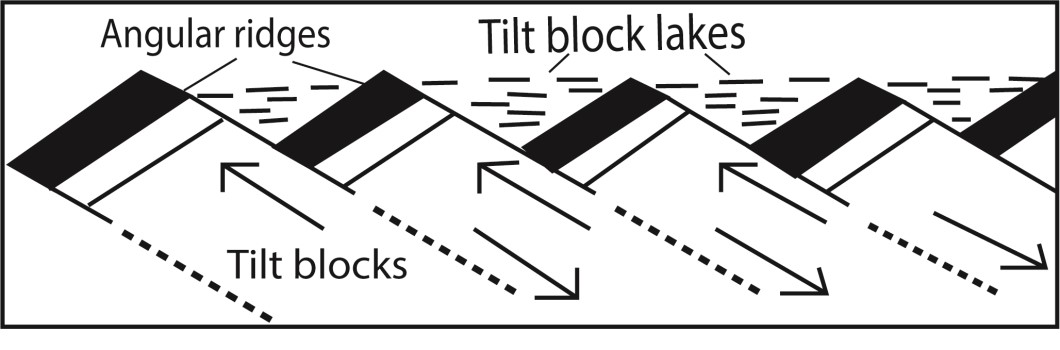 Angular ridges
Tilt block lakes
Tilt blocks